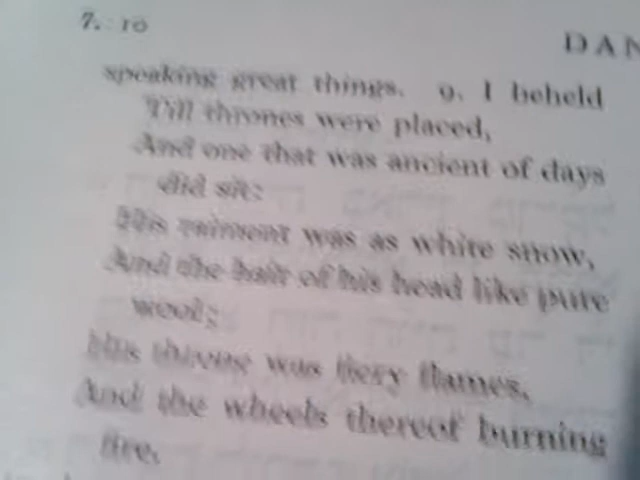 7. 10
DAN
speaking great things. 9. I beheld
Till thrones were placed,
And one that was ancient of days
did sit:
His raiment was as white snow,
And the hair of his head like pure
wool;
His throne was fiery flames,
And the wheels thereof burning
fire.